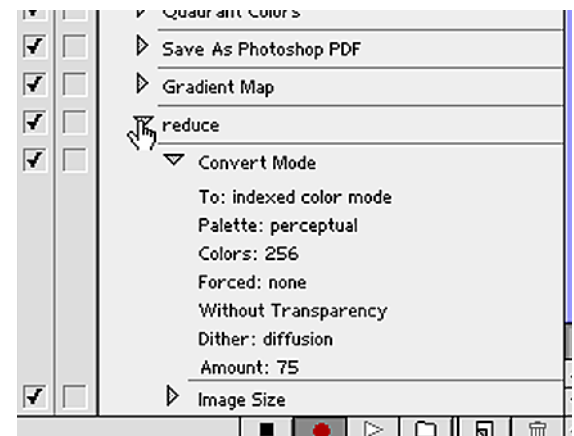 Quadrant Colors
Save As Photoshop PDF
Gradient Map
reduce
Convert Mode
To: indexed color mode
Palette: perceptual
Colors: 256
Forced: none
Without Transparency
Dither: diffusion
Amount: 75
Image Size